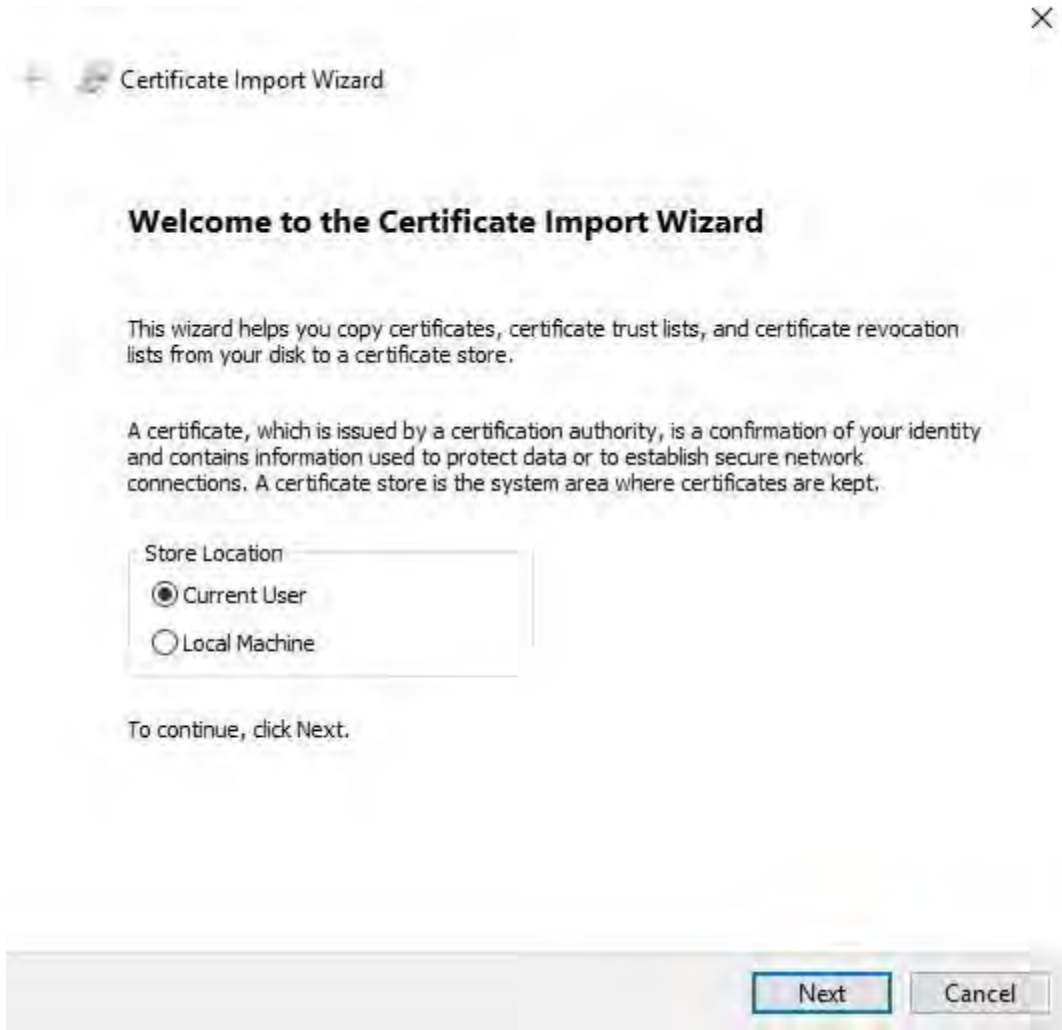 Certificate Import Wizard
Welcome to the Certificate Import Wizard
This wizard helps you copy certificates, certificate trust lists, and certificate revocation
lists from your disk to a certificate store.
A certificate, which is issued by a certification authority, is a confirmation of your identity
and contains information used to protect data or to establish secure network
connections. A certificate store is the system area where certificates are kept.
Store Location
Current User
Local Machine
To continue, click Next.
Next
Cancel